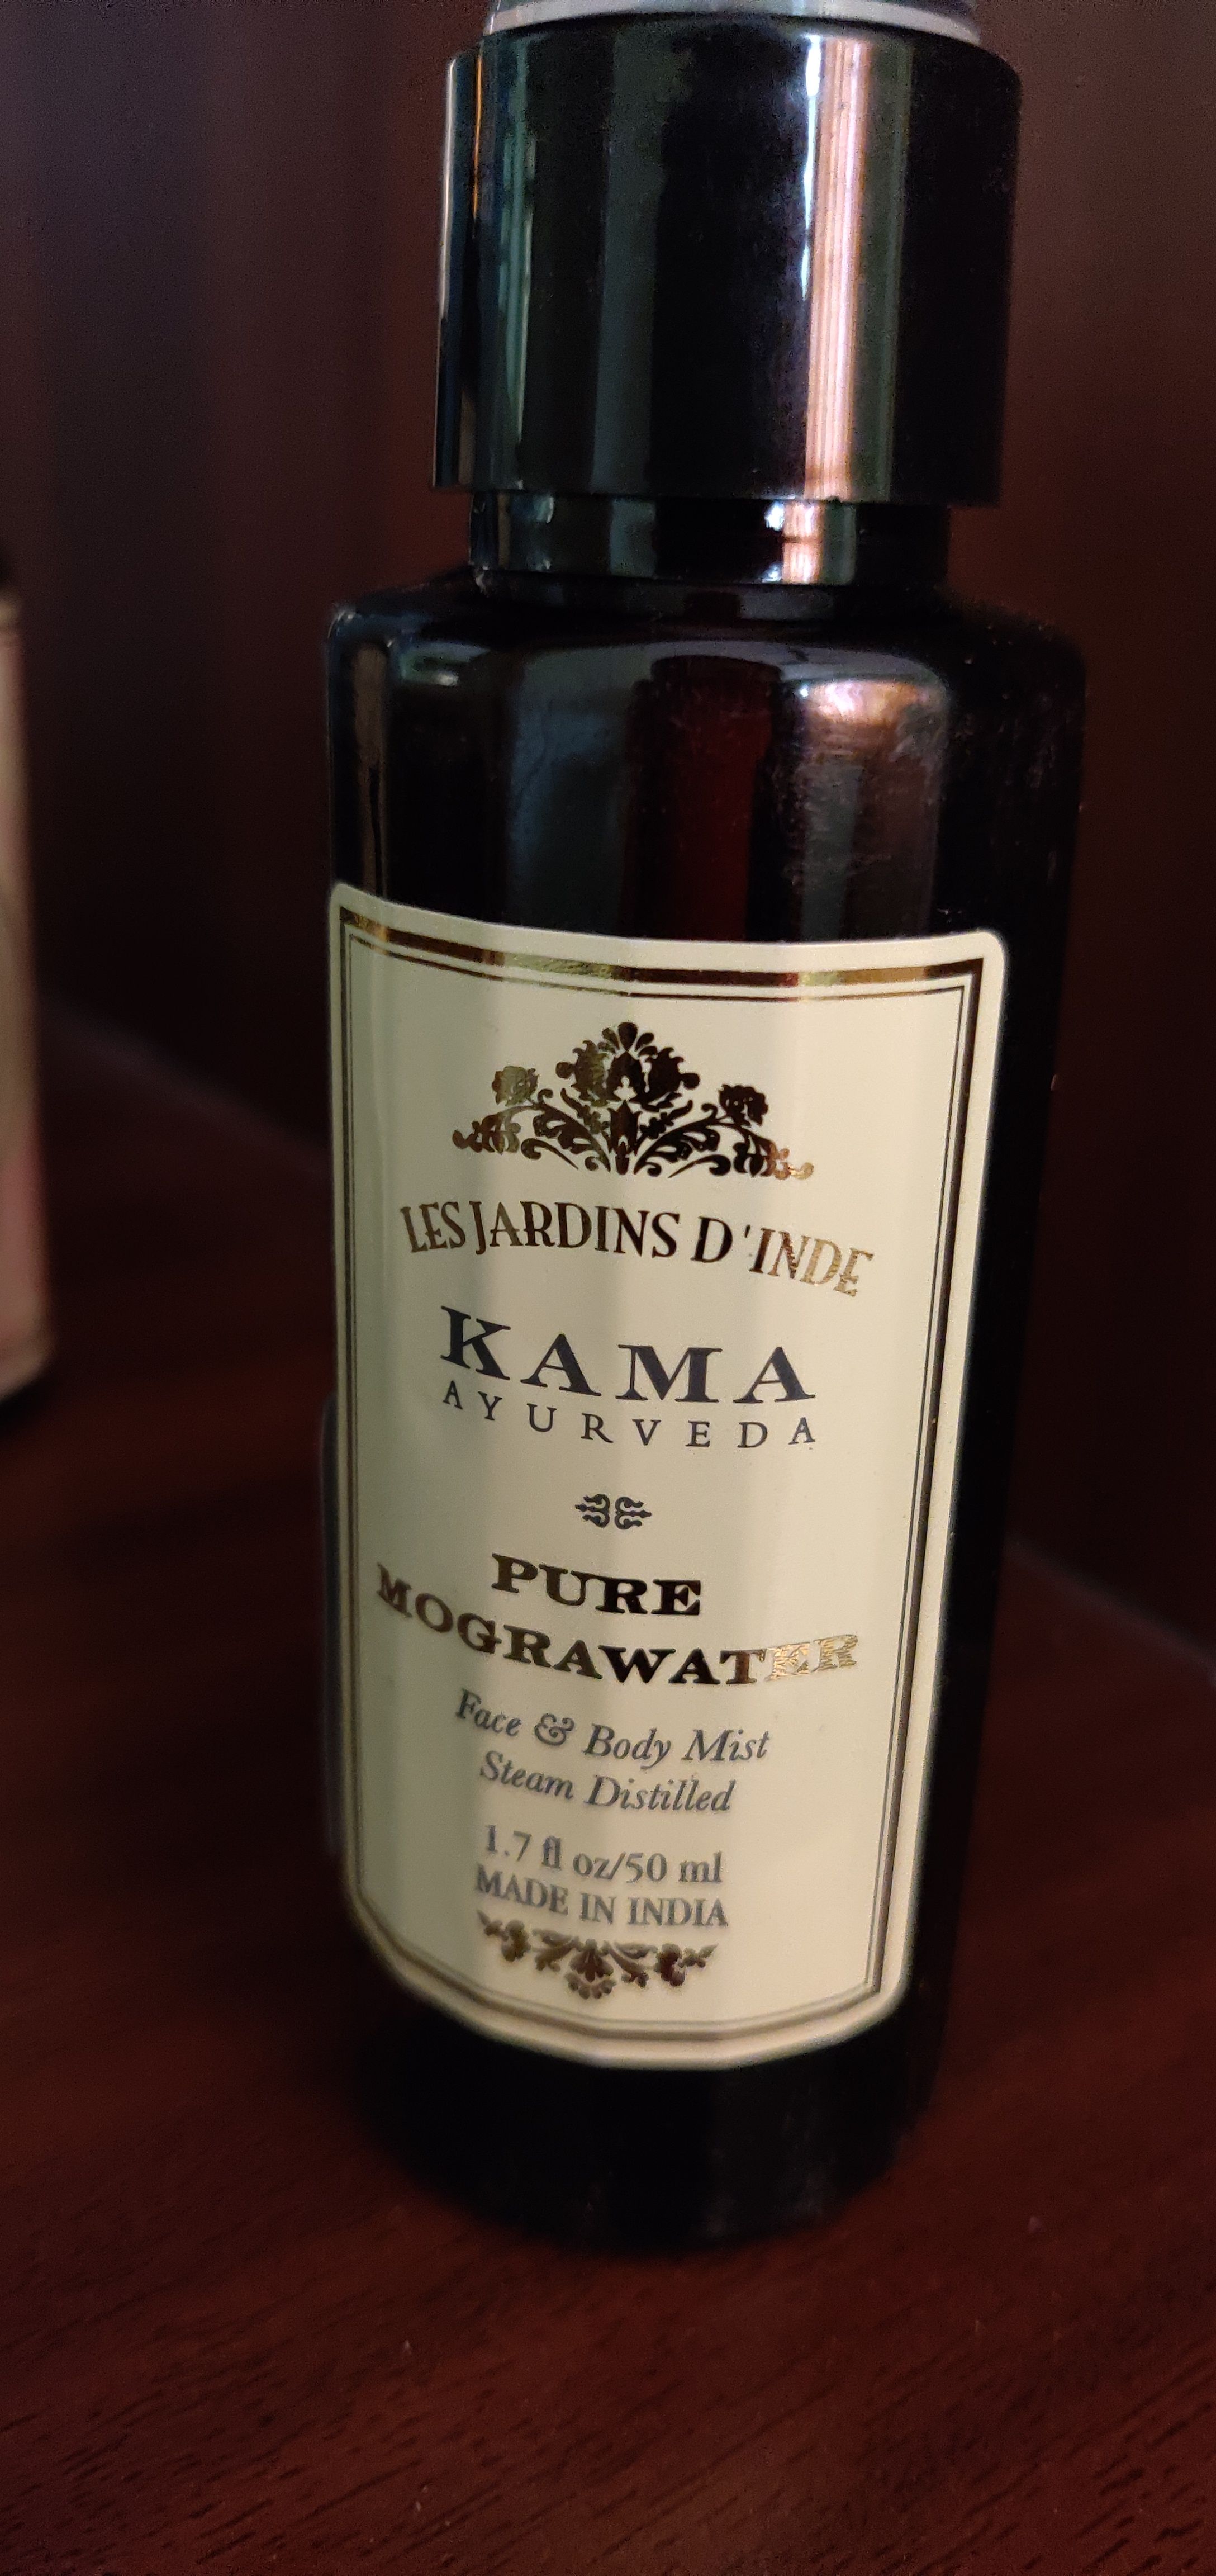 LES JARDINS D'INDE
KAMA
AYURVEDA
PURE
MOGRAWATER
Face & Body Mist
Steam Distilled
1.7 fl oz/50 ml
MADE IN INDIA